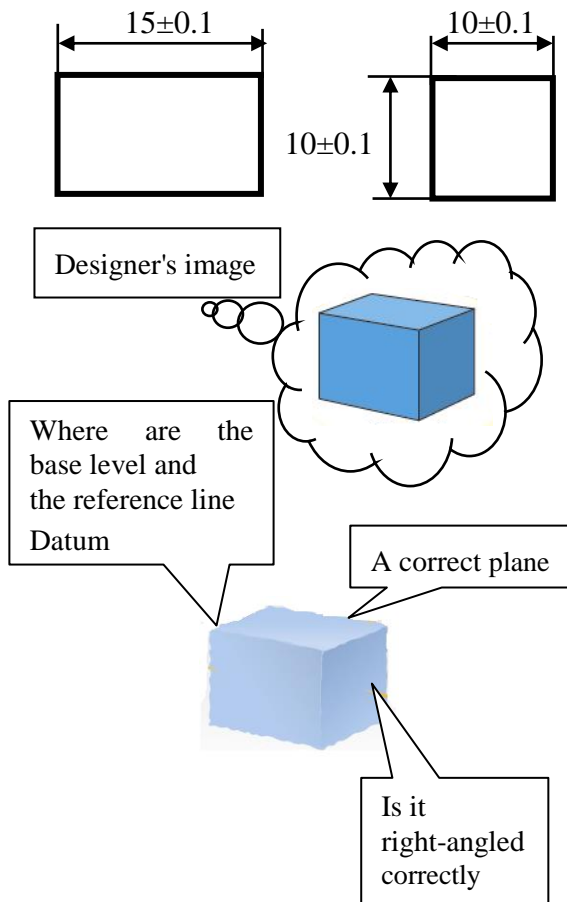 15±0.1
10±0.1
10±0.1
Designer's image
Where are the
base level and
the reference line
Datum
A correct plane
Is it
right-angled
correctly